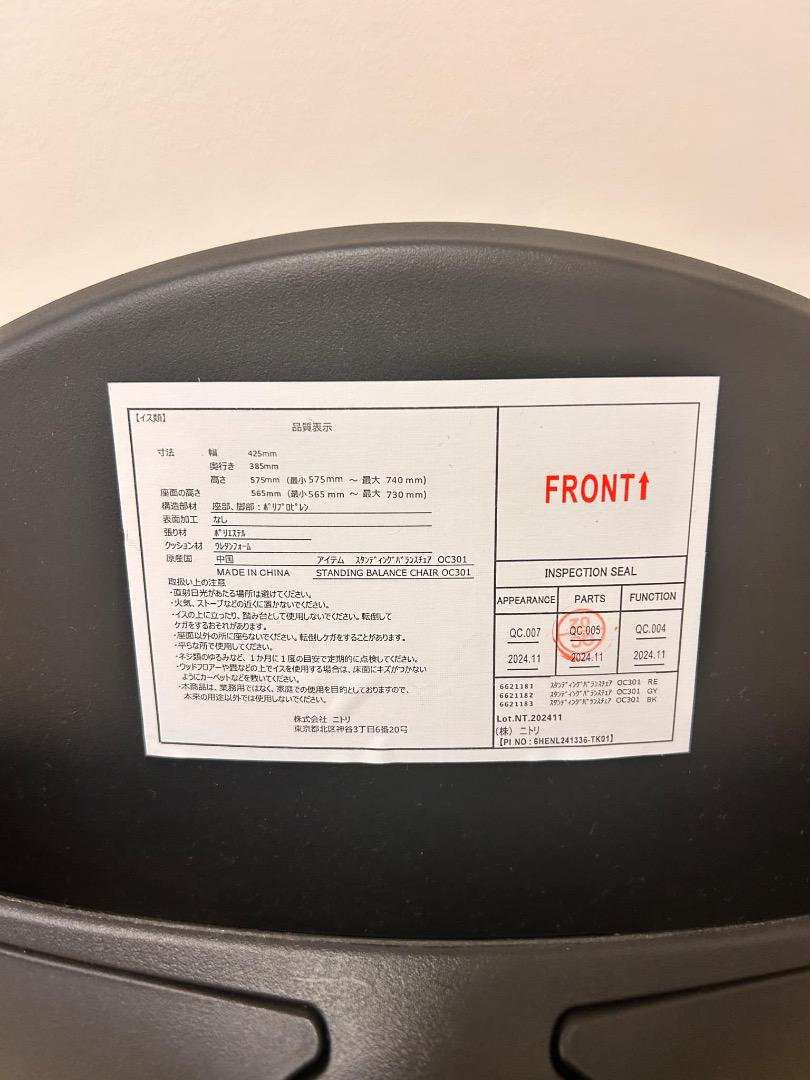 【イス類】
品質表示
寸法 幅 425mm
奥行き 385mm
高さ 575mm (最小575mm ～ 最大 740mm)
座面の高さ 565mm (最小565mm ～ 最大 730mm)
構造部材 座部、脚部：ﾎﾟﾘﾌﾟﾛﾋﾟﾚﾝ
表面加工 なし
張り材 ﾎﾟﾘｴｽﾃﾙ
クッション材 ｳﾚﾀﾝﾌｫｰﾑ
原産国 中国 アイテム ｽﾀﾝﾃﾞｨﾝｸﾞﾊﾞﾗﾝｽﾁｪｱ OC301
MADE IN CHINA STANDING BALANCE CHAIR OC301
取扱い上の注意
・直射日光があたる場所は避けてください。
・火気、ストーブなどの近くに置かないでください。
・イスの上に立ったり、踏み台として使用しないでください。転倒して
ケガをするおそれがあります。
・座面以外の所に座らないでください。転倒しケガをすることがあります。
・平らな所で使用してください。
・ネジ類のゆるみなど、1か月に1度の目安で定期的に点検してください。
・ウッドフロアーや畳などの上でイスを使用する場合は、床面にキズがつかない
ようにカーペットなどを敷いてください。
・本商品は、業務用ではなく、家庭での使用を目的としておりますので、
本来の用途以外では使用しないでください。
株式会社 ニトリ
東京都北区神谷3丁目6番20号
FRONT↑
INSPECTION SEAL
APPEARANCE PARTS FUNCTION
QC.007 QC.005 QC.004
2024.11 2024.11 2024.11
6621181 ｽﾀﾝﾃﾞｨﾝｸﾞﾊﾞﾗﾝｽﾁｪｱ OC301 RE
6621182 ｽﾀﾝﾃﾞｨﾝｸﾞﾊﾞﾗﾝｽﾁｪｱ OC301 GY
6621183 ｽﾀﾝﾃﾞｨﾝｸﾞﾊﾞﾗﾝｽﾁｪｱ OC301 BK
Lot.NT.202411
(株) ニトリ
【PI NO：6HENL241336-TK01】